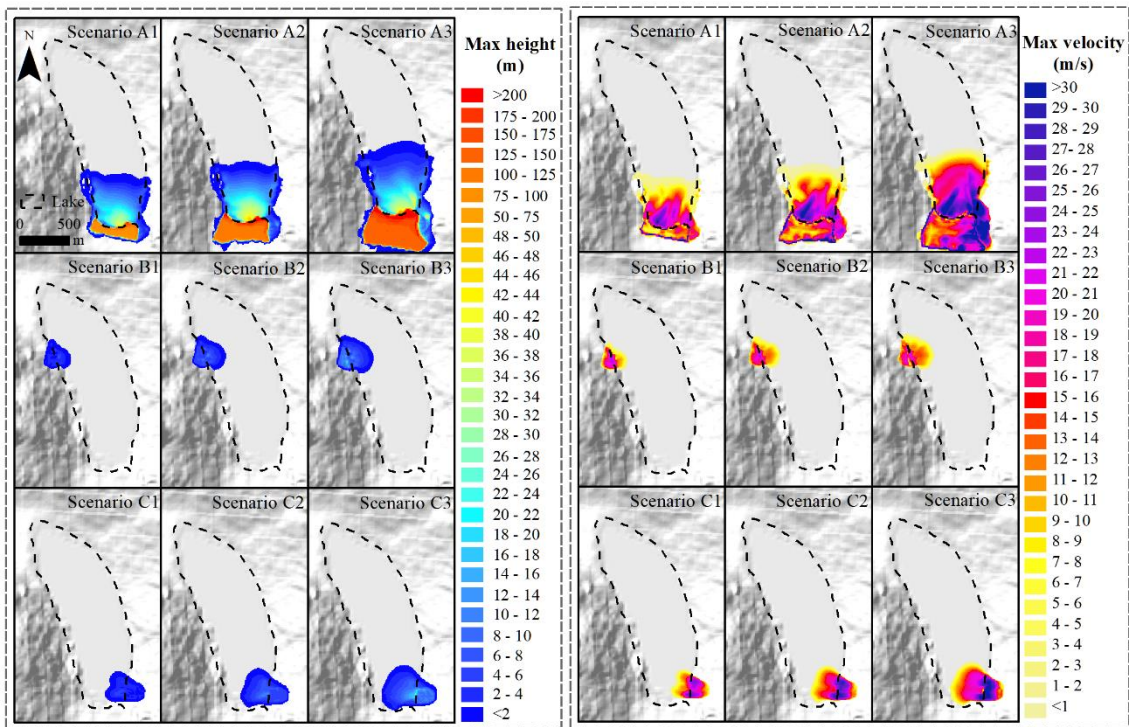 Scenario A1
Scenario A2
Scenario A3
N
Lake
0 500
m
Scenario B1
Scenario B2
Scenario B3
Scenario C1
Scenario C2
Scenario C3
Max height
(m)
>200
175 - 200
150 - 175
125 - 150
100 - 125
75 - 100
50 - 75
48 - 50
46 - 48
44 - 46
42 - 44
40 - 42
38 - 40
36 - 38
34 - 36
32 - 34
30 - 32
28 - 30
26 - 28
24 - 26
22 - 24
20 - 22
18 - 20
16 - 18
14 - 16
12 - 14
10 - 12
8 - 10
6 - 8
4 - 6
2 - 4
<2
Scenario A1
Scenario A2
Scenario A3
Scenario B1
Scenario B2
Scenario B3
Scenario C1
Scenario C2
Scenario C3
Max velocity
(m/s)
>30
29 - 30
28 - 29
27- 28
26 - 27
25 - 26
24 - 25
23 - 24
22 - 23
21 - 22
20 - 21
19 - 20
18 - 19
17 - 18
16 - 17
15 - 16
14 - 15
13 - 14
12 - 13
11 - 12
10 - 11
9 - 10
8 - 9
7 - 8
6 - 7
5 - 6
4 - 5
3 - 4
2 - 3
1 - 2
<1